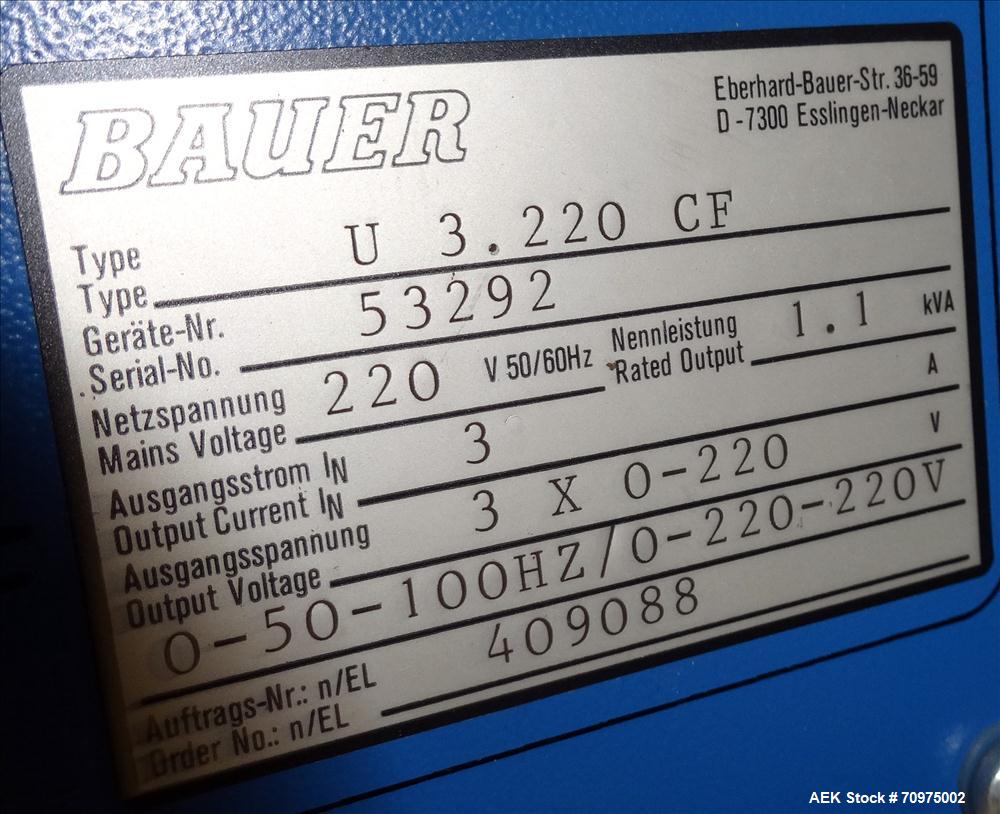 BAUER
Eberhard-Bauer-Str. 36-59
D-7300 Esslingen-Neckar
Type
Type U 3.220 CF
Geräte-Nr.
Serial-No. 53292
Netzspannung
Mains Voltage 220 V 50/60Hz
Nennleistung
Rated Output 1.1 kVA
Ausgangsstrom IN
Output Current IN 3 A
Ausgangsspannung
Output Voltage 3 X 0-220 V
0-50-100HZ/0-220-220V
Auftrags-Nr.: n/EL
Order No.: n/EL 409088
AEK Stock # 70975002